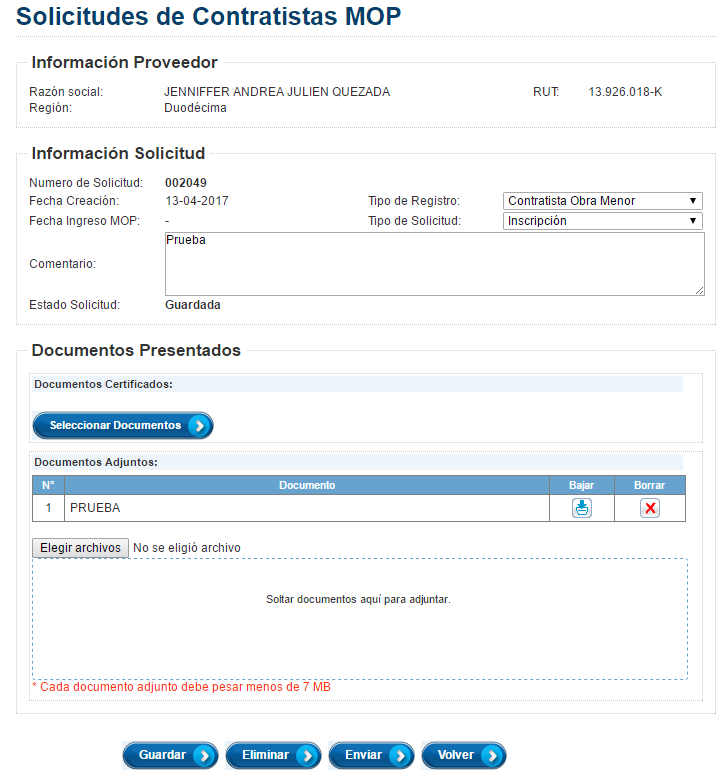 Solicitudes de Contratistas MOP
Información Proveedor
Razón social: JENNIFFER ANDREA JULIEN QUEZADA RUT: 13.926.018-K
Región: Duodécima
Información Solicitud
Numero de Solicitud: 002049
Fecha Creación: 13-04-2017 Tipo de Registro: Contratista Obra Menor
Fecha Ingreso MOP: - Tipo de Solicitud: Inscripción
Prueba
Comentario:
Estado Solicitud: Guardada
Documentos Presentados
Documentos Certificados:
Seleccionar Documentos
Documentos Adjuntos:
N° Documento Bajar Borrar
1 PRUEBA
Elegir archivos No se eligió archivo
Soltar documentos aquí para adjuntar.
* Cada documento adjunto debe pesar menos de 7 MB
Guardar Eliminar Enviar Volver